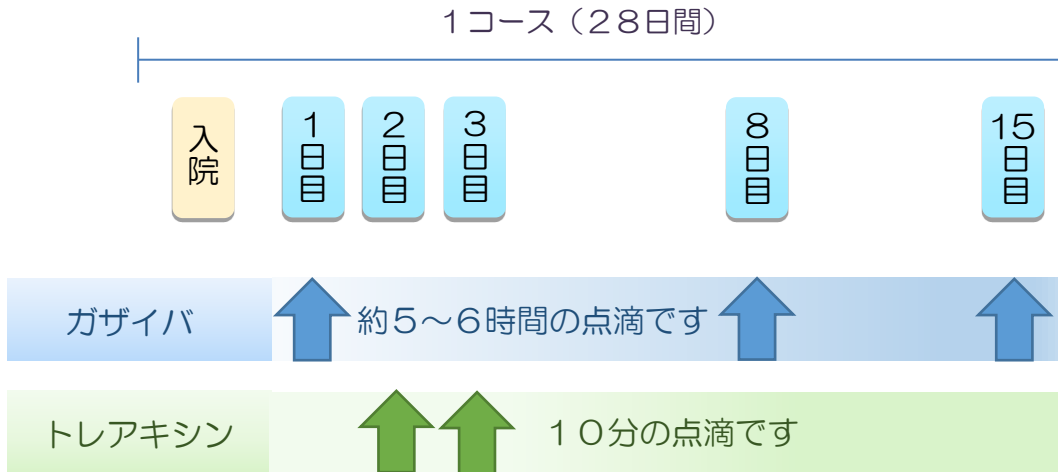 １コース（２８日間）
入院
１日目
２日目
３日目
８日目
15日目
ガザイバ
約５～６時間の点滴です
トレアキシン
１０分の点滴です